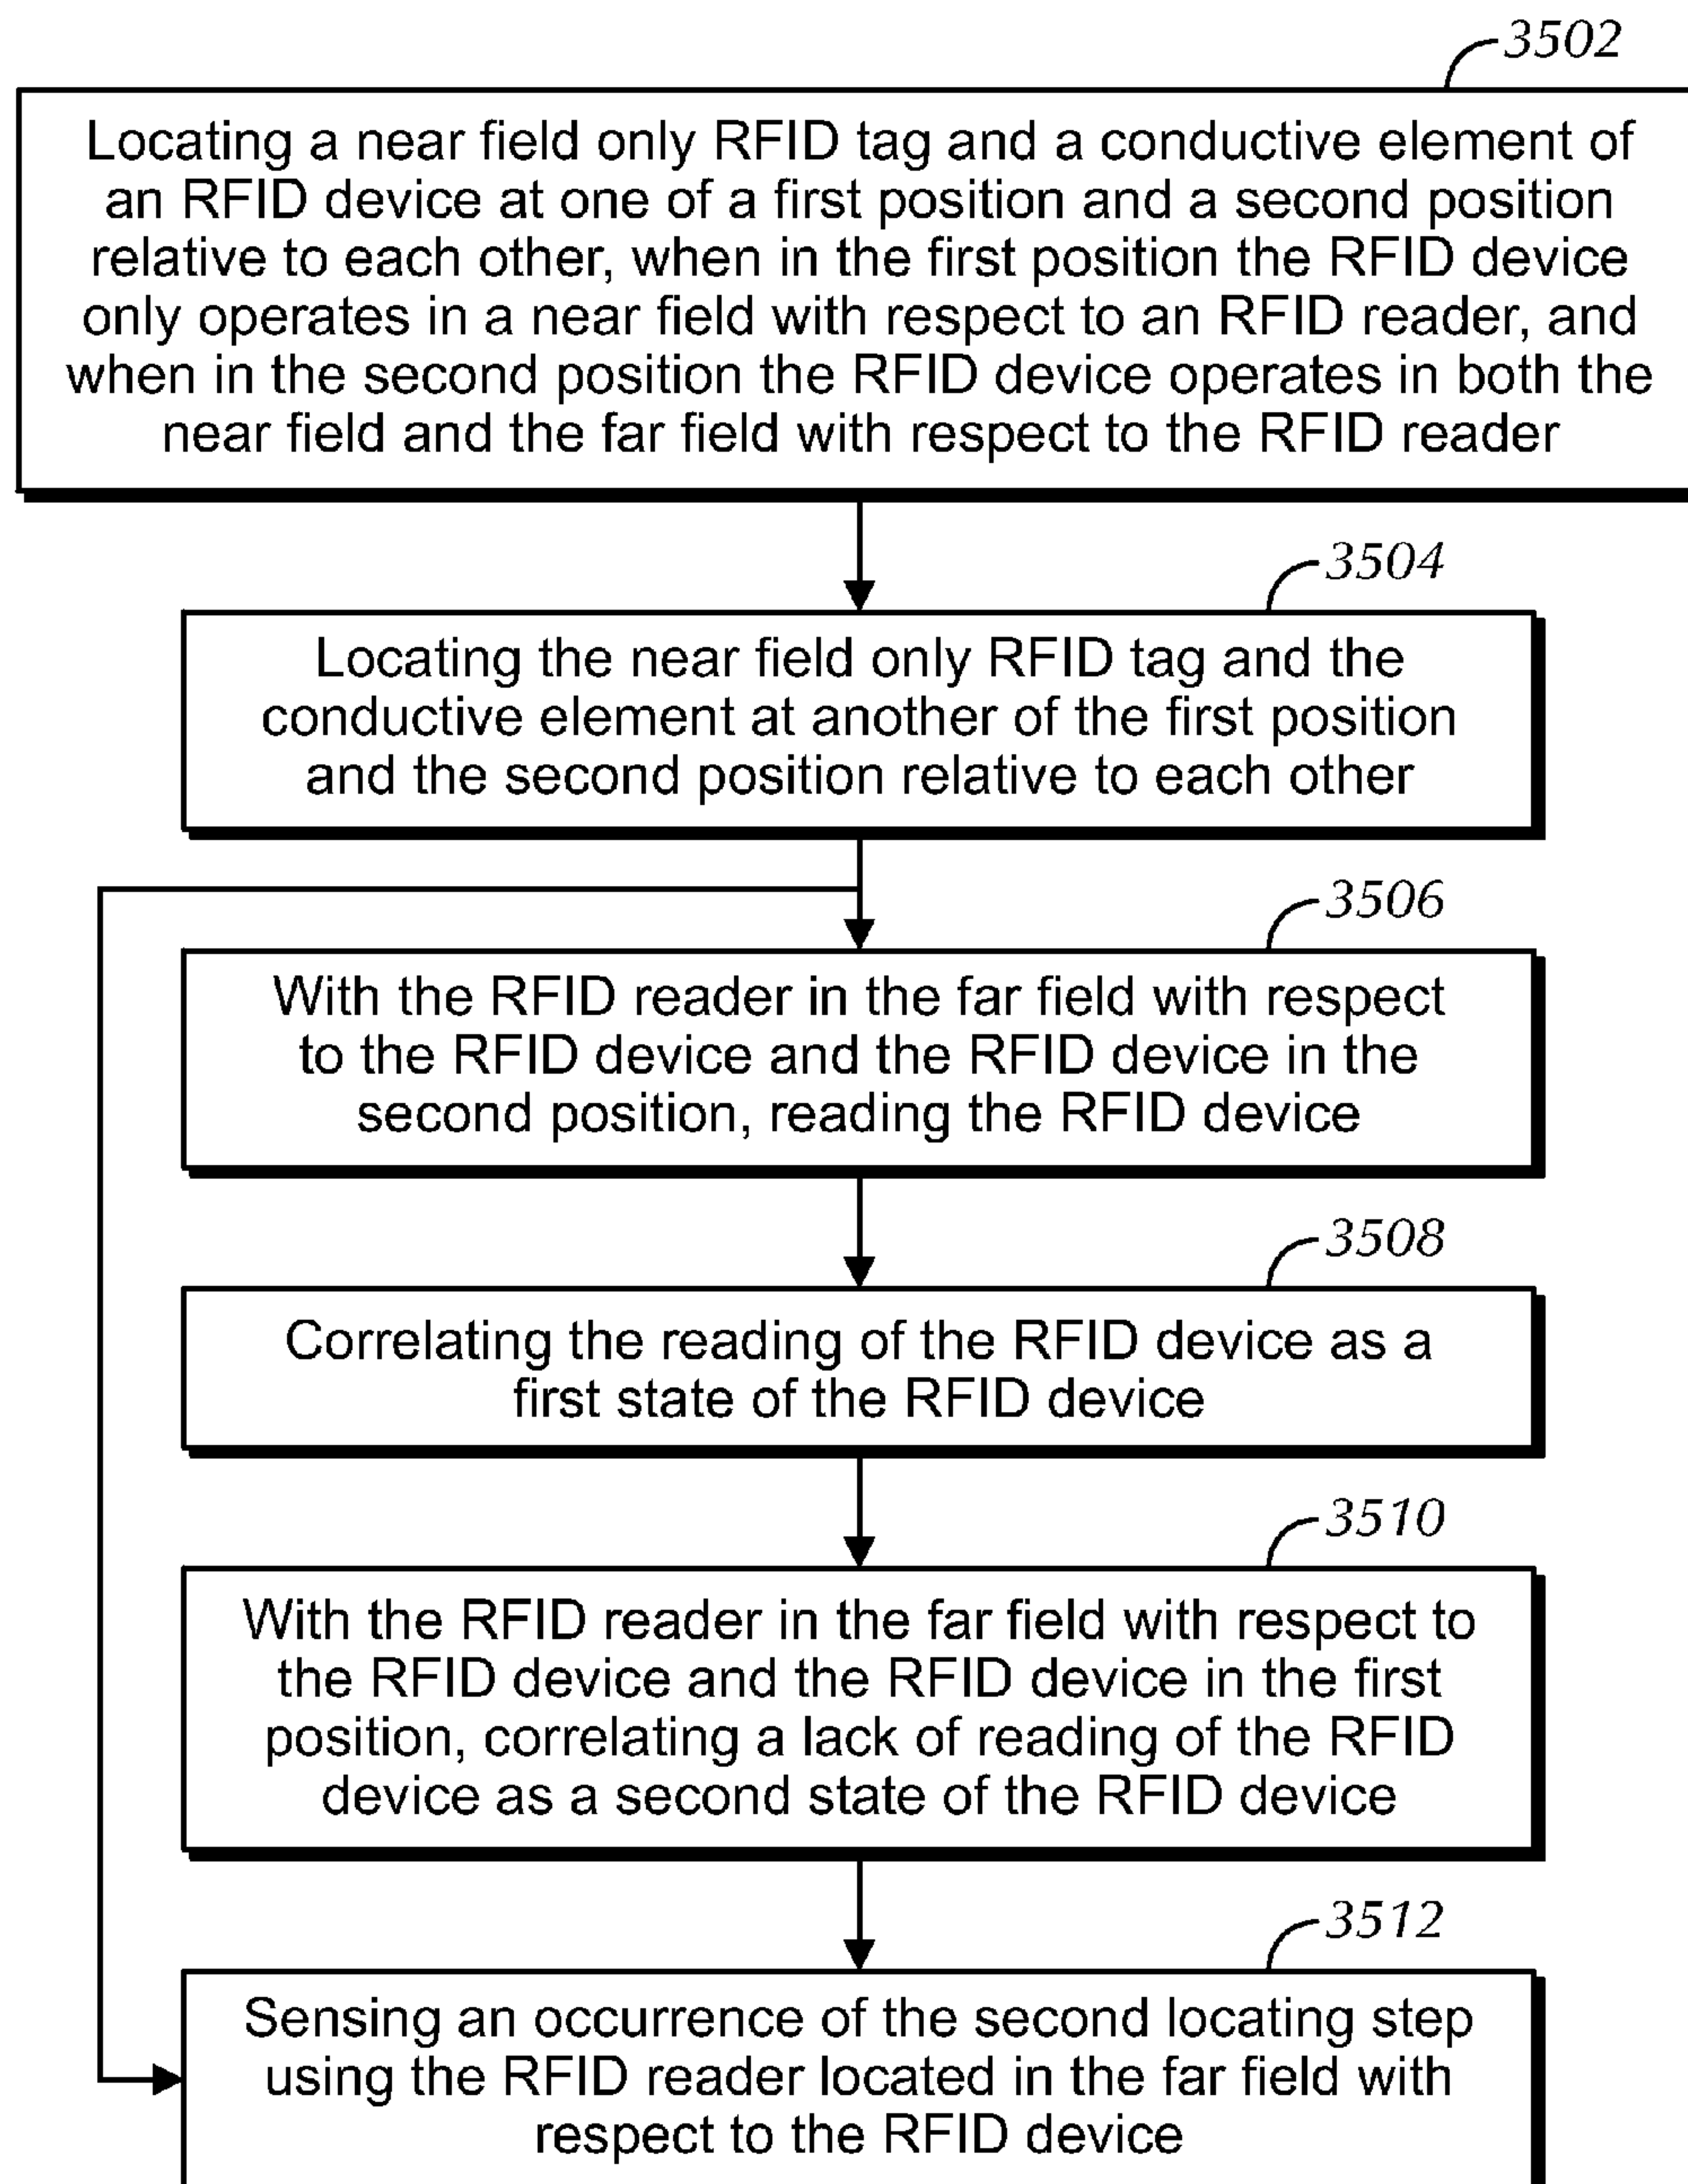 3502
Locating a near field only RFID tag and a conductive element of
an RFID device at one of a first position and a second position
relative to each other, when in the first position the RFID device
only operates in a near field with respect to an RFID reader, and
when in the second position the RFID device operates in both the
near field and the far field with respect to the RFID reader
3504
Locating the near field only RFID tag and the
conductive element at another of the first position
and the second position relative to each other
3506
With the RFID reader in the far field with respect
to the RFID device and the RFID device in the
second position, reading the RFID device
3508
Correlating the reading of the RFID device as a
first state of the RFID device
3510
With the RFID reader in the far field with respect to
the RFID device and the RFID device in the first
position, correlating a lack of reading of the RFID
device as a second state of the RFID device
3512
Sensing an occurrence of the second locating step
using the RFID reader located in the far field with
respect to the RFID device